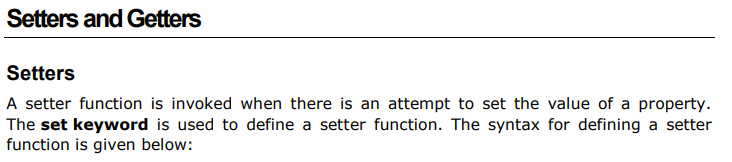 Setters and Getters
Setters
A setter function is invoked when there is an attempt to set the value of a property.
The set keyword is used to define a setter function. The syntax for defining a setter
function is given below: